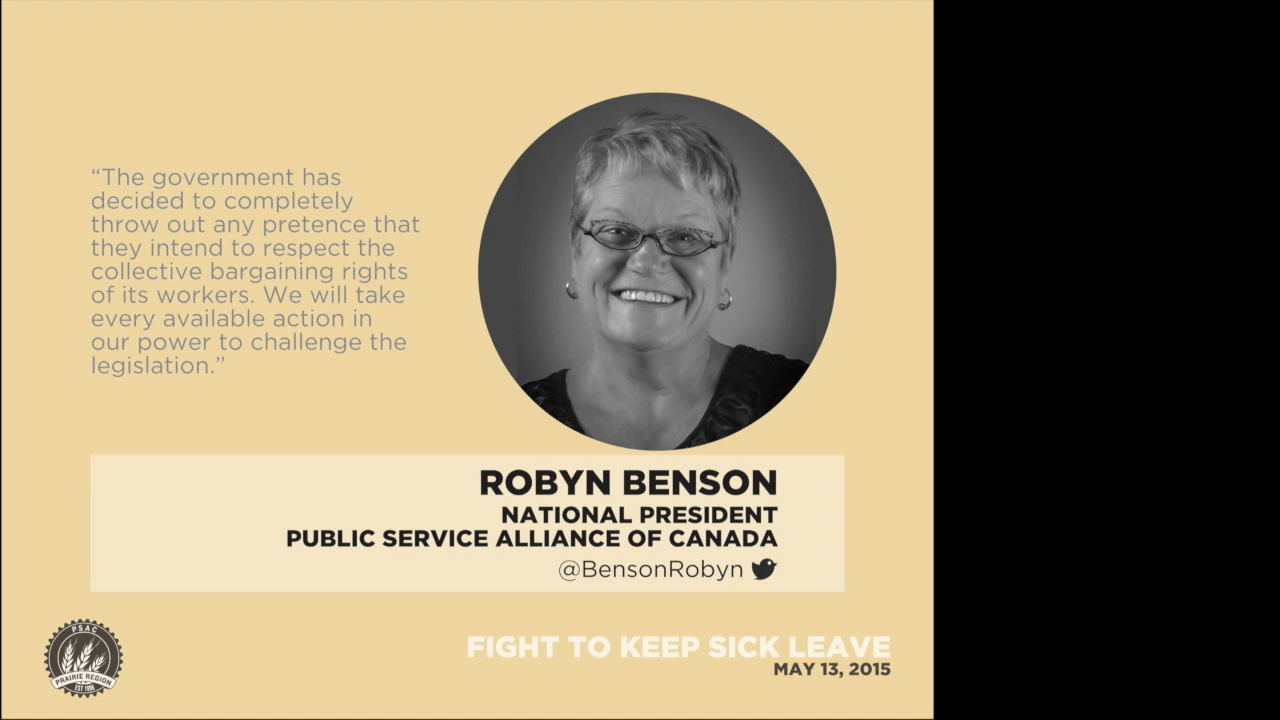 “The government has
decided to completely
throw out any pretence that
they intend to respect the
collective bargaining rights
of its workers. We will take
every available action in
our power to challenge the
legislation.”
ROBYN BENSON
NATIONAL PRESIDENT
PUBLIC SERVICE ALLIANCE OF CANADA
@BensonRobyn
FIGHT TO KEEP SICK LEAVE
MAY 13, 2015
PSAC
PRAIRIE REGION